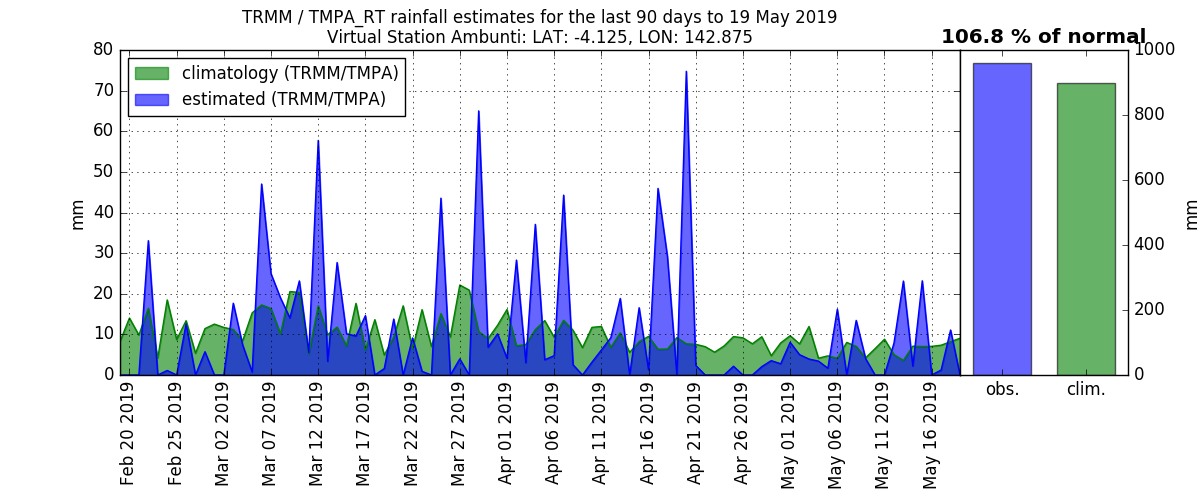 TRMM / TMPA_RT rainfall estimates for the last 90 days to 19 May 2019
Virtual Station Ambunti: LAT: -4.125, LON: 142.875
106.8 % of normal
climatology (TRMM/TMPA)
estimated (TRMM/TMPA)
80
70
60
50
40
30
20
10
0
mm
Feb 20 2019
Feb 25 2019
Mar 02 2019
Mar 07 2019
Mar 12 2019
Mar 17 2019
Mar 22 2019
Mar 27 2019
Apr 01 2019
Apr 06 2019
Apr 11 2019
Apr 16 2019
Apr 21 2019
Apr 26 2019
May 01 2019
May 06 2019
May 11 2019
May 16 2019
1000
800
600
400
200
0
mm
obs.
clim.